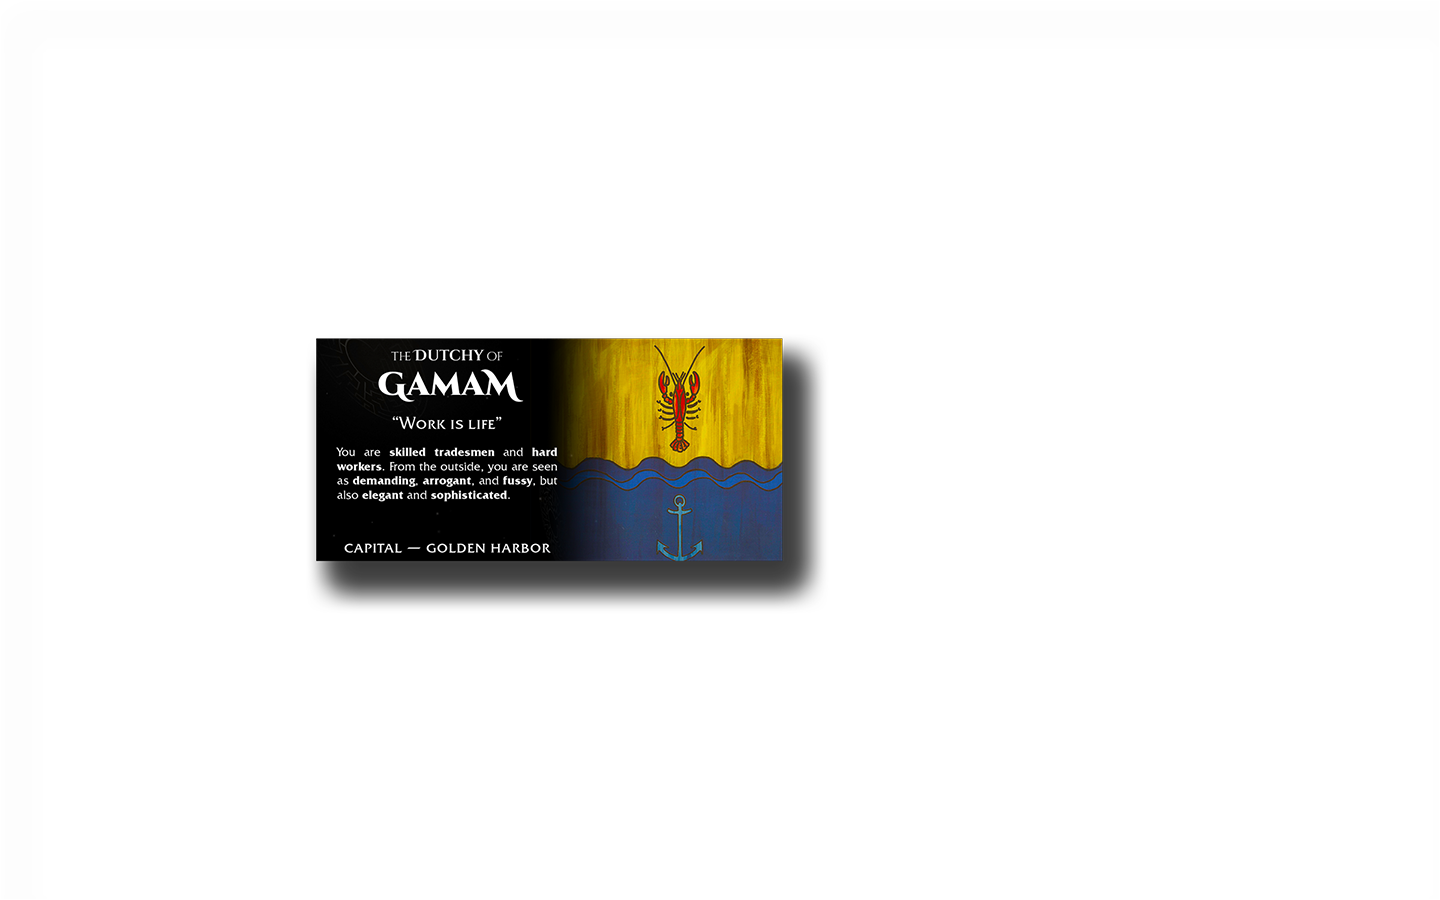 THE DUTCHY OF
GAMAM
“WORK IS LIFE”
You are skilled tradesmen and hard
workers. From the outside, you are seen
as demanding, arrogant, and fussy, but
also elegant and sophisticated.
CAPITAL — GOLDEN HARBOR